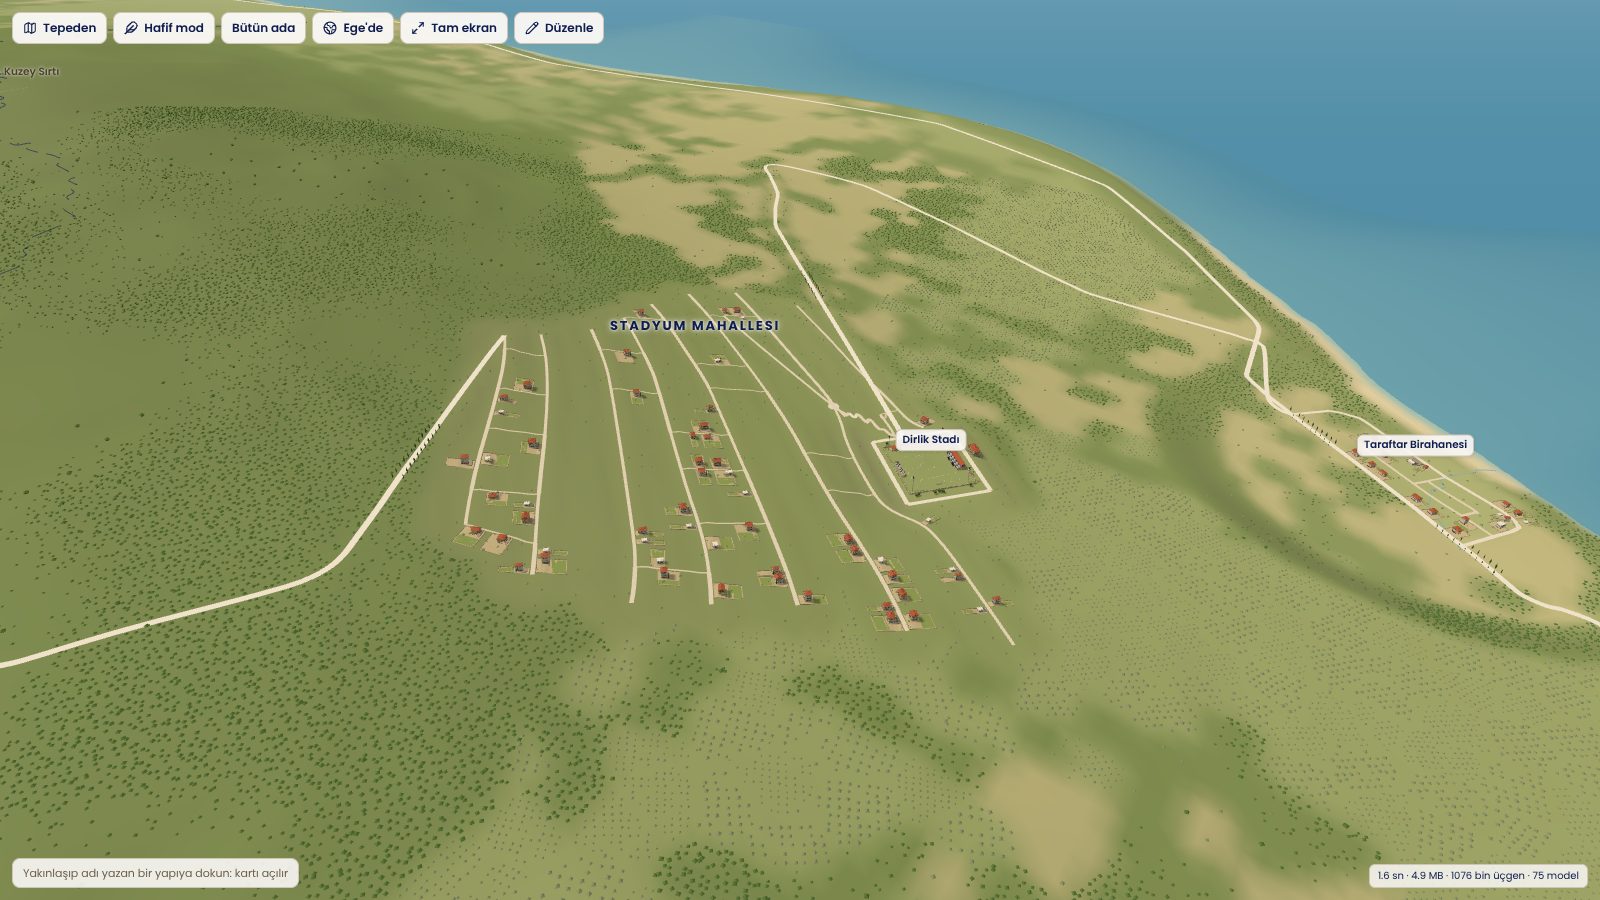 Tepeden
Hafif mod
Bütün ada
Ege'de
Tam ekran
Düzenle
Kuzey Sırtı
STADYUM MAHALLESI
Dirlik Stadı
Taraftar Birahanesi
Yakınlaşıp adı yazan bir yapıya dokun: kartı açılır
1.6 sn · 4.9 MB · 1076 bin üçgen · 75 model